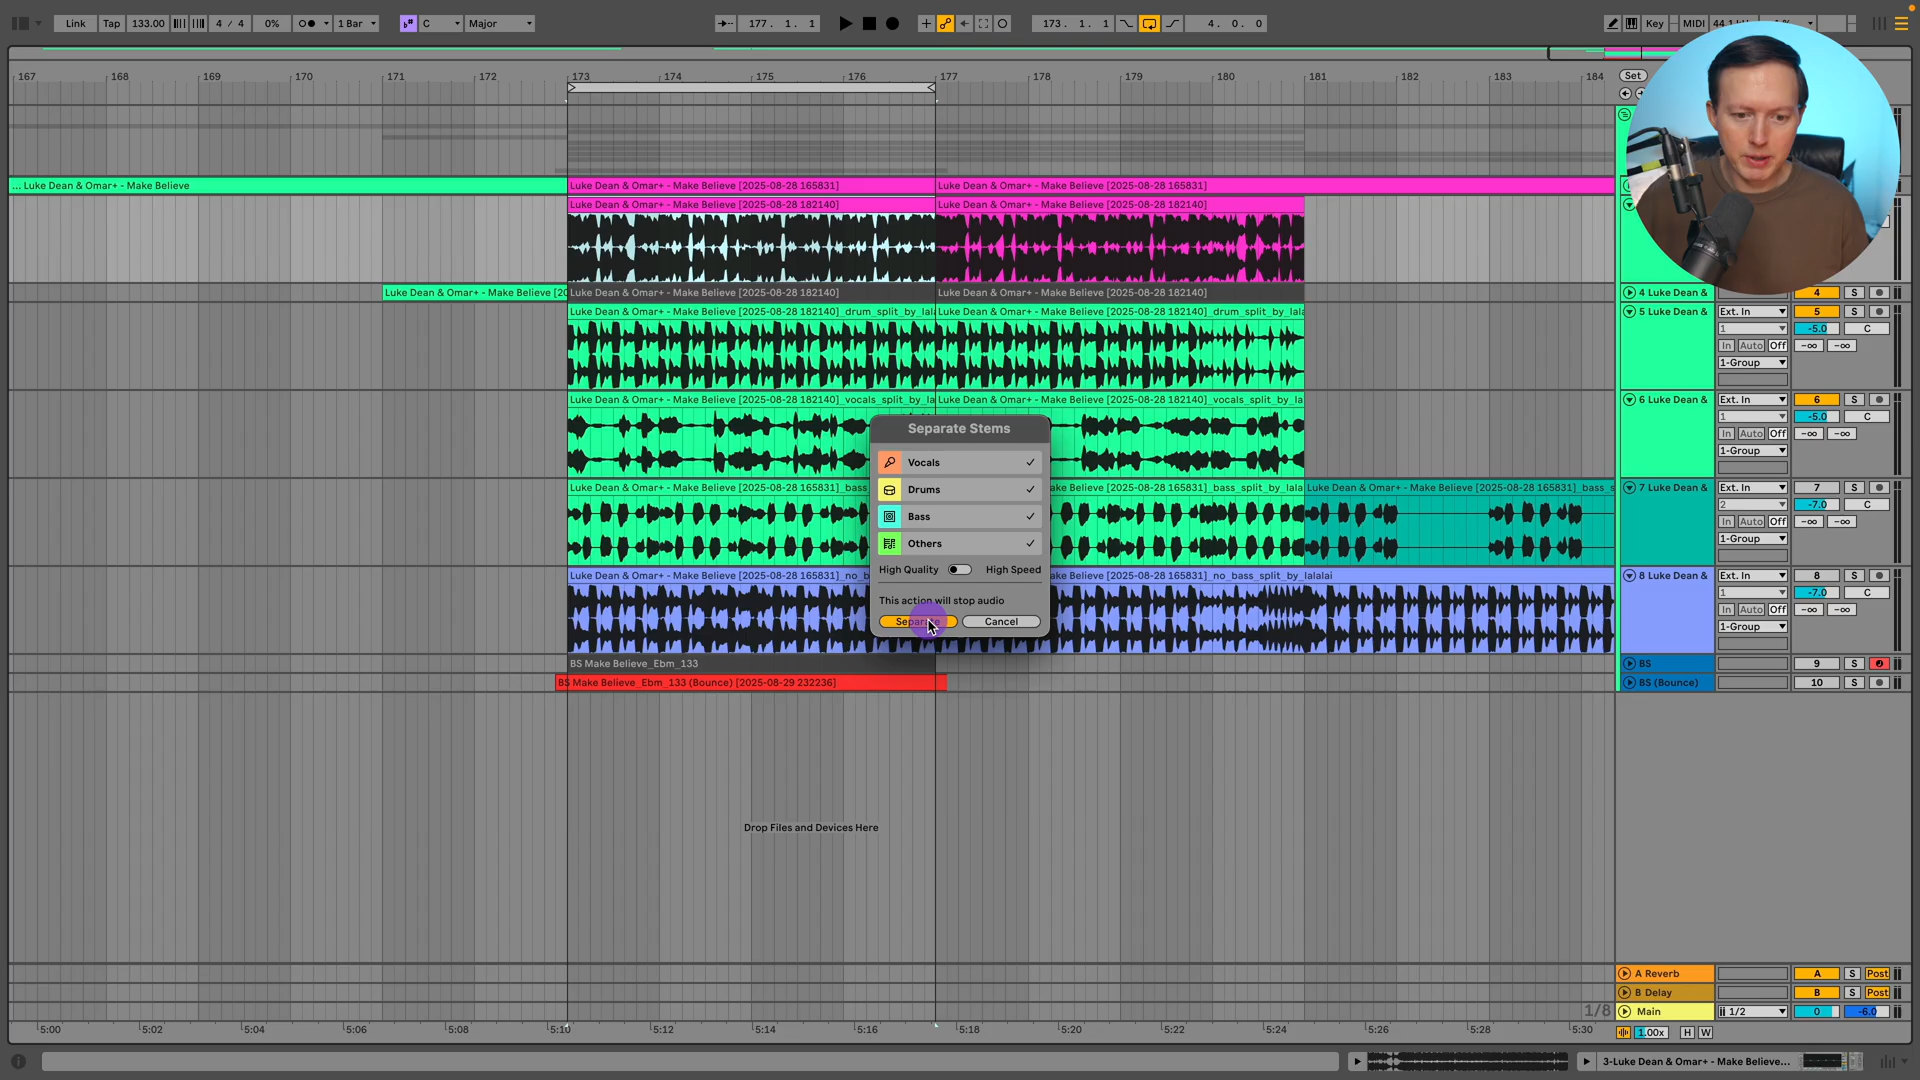 Link Tap 133.00 4 / 4 0% 1 Bar C Major 177. 1. 1 173. 1. 1 4. 0. 0 Key MIDI
167 168 169 170 171 172 173 174 175 176 177 178 179 180 181 182 183 184 Set
... Luke Dean & Omar+ - Make Believe
Luke Dean & Omar+ - Make Believe [2025-08-28 165831]
Luke Dean & Omar+ - Make Believe [2025-08-28 165831]
Luke Dean & Omar+ - Make Believe [2025-08-28 182140]
Luke Dean & Omar+ - Make Believe [2025-08-28 182140]
Luke Dean & Omar+ - Make Believe [20
Luke Dean & Omar+ - Make Believe [2025-08-28 182140]
Luke Dean & Omar+ - Make Believe [2025-08-28 182140]
4 Luke Dean & 4 S
Luke Dean & Omar+ - Make Believe [2025-08-28 182140]_drum_split_by_lala
Luke Dean & Omar+ - Make Believe [2025-08-28 182140]_drum_split_by_lala
5 Luke Dean & Ext. In 5 S
1 -5.0 C
In Auto Off -∞ -∞
1-Group
Luke Dean & Omar+ - Make Believe [2025-08-28 182140]_vocals_split_by_la
Luke Dean & Omar+ - Make Believe [2025-08-28 182140]_vocals_split_by_la
6 Luke Dean & Ext. In 6 S
1 -5.0 C
In Auto Off -∞ -∞
1-Group
Separate Stems
Vocals
Drums
Bass
Others
High Quality High Speed
This action will stop audio
Separate Cancel
Luke Dean & Omar+ - Make Believe [2025-08-28 165831]_bass
ake Believe [2025-08-28 165831]_bass_split_by_lala
Luke Dean & Omar+ - Make Believe [2025-08-28 165831]_bass_s
7 Luke Dean & Ext. In 7 S
2 -7.0 C
In Auto Off -∞ -∞
1-Group
Luke Dean & Omar+ - Make Believe [2025-08-28 165831]_no_b
ake Believe [2025-08-28 165831]_no_bass_split_by_lalalai
8 Luke Dean & Ext. In 8 S
1 -7.0 C
In Auto Off -∞ -∞
1-Group
BS Make Believe_Ebm_133
BS 9 S
BS Make Believe_Ebm_133 (Bounce) [2025-08-29 232236]
BS (Bounce) 10 S
Drop Files and Devices Here
A Reverb A S Post
B Delay B S Post
1/8 Main 1/2 0 -6.0
5:00 5:02 5:04 5:06 5:08 5:10 5:12 5:14 5:16 5:18 5:20 5:22 5:24 5:26 5:28 5:30 1.00x H W
3-Luke Dean & Omar+ - Make Believe...